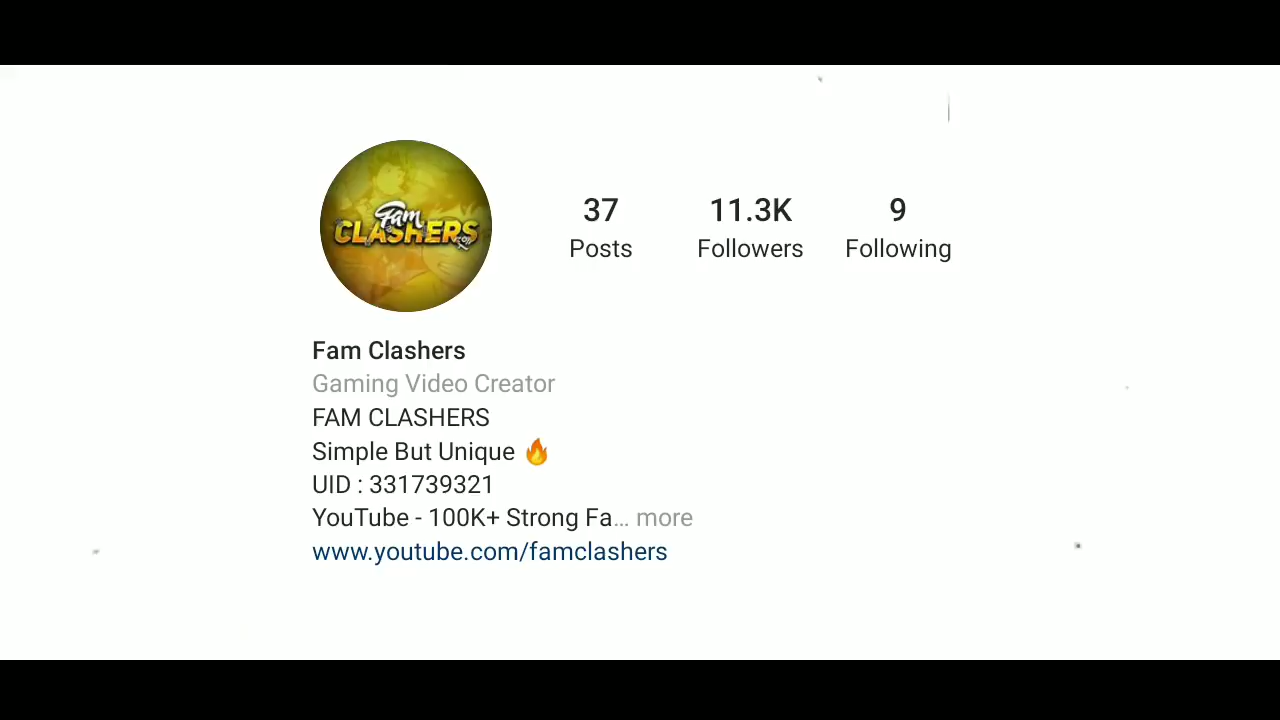 Fam
CLASHERS
37 11.3K 9
Posts Followers Following
Fam Clashers
Gaming Video Creator
FAM CLASHERS
Simple But Unique 🔥
UID : 331739321
YouTube - 100K+ Strong Fa... more
www.youtube.com/famclashers